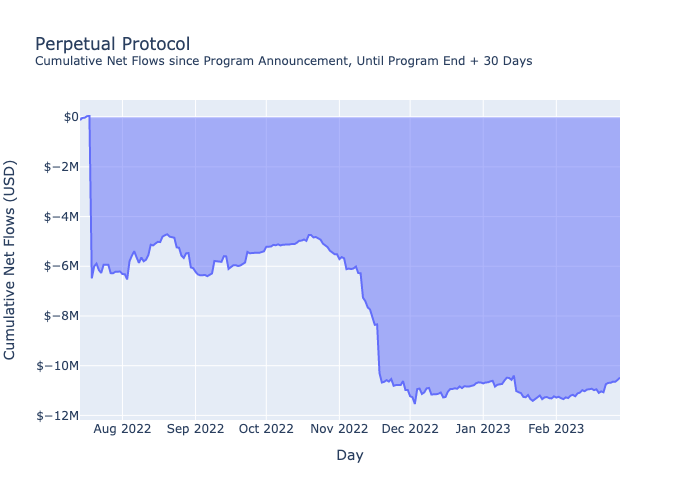 Perpetual Protocol
Cumulative Net Flows since Program Announcement, Until Program End + 30 Days
Cumulative Net Flows (USD)
$0
$−2M
$−4M
$−6M
$−8M
$−10M
$−12M
Aug 2022 Sep 2022 Oct 2022 Nov 2022 Dec 2022 Jan 2023 Feb 2023
Day